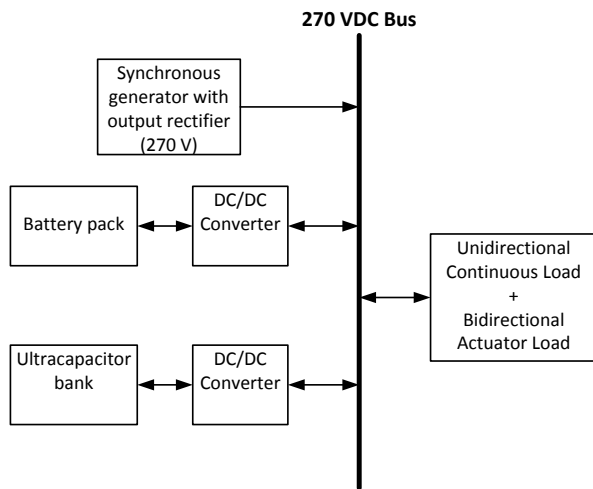 270 VDC Bus
Synchronous
generator with
output rectifier
(270 V)
Battery pack
DC/DC
Converter
Unidirectional
Continuous Load
+
Bidirectional
Actuator Load
Ultracapacitor
bank
DC/DC
Converter